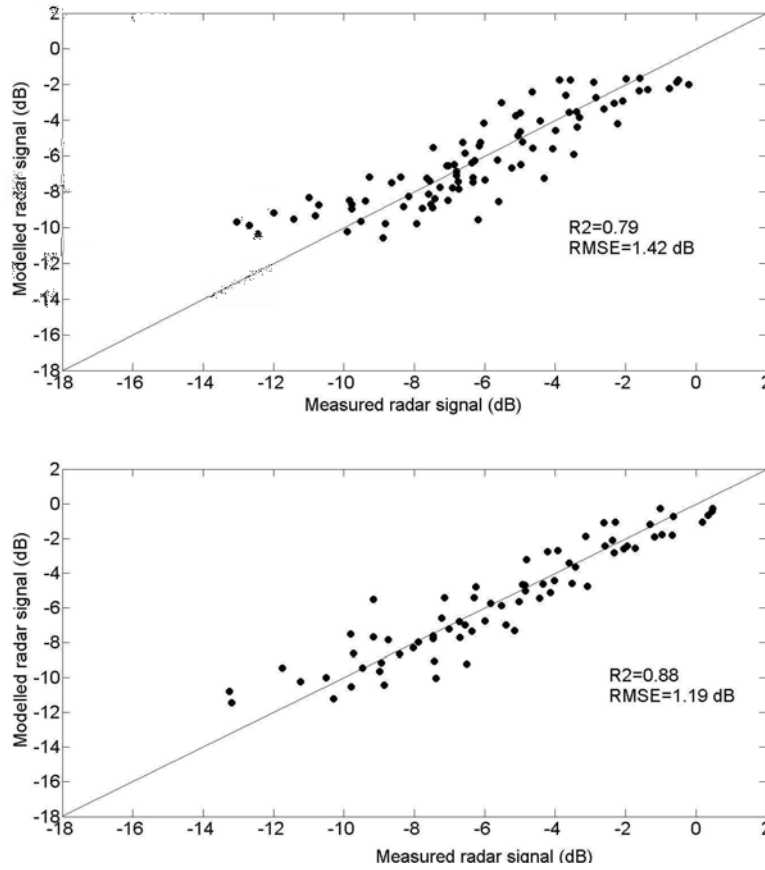 2
0
-2
-4
-6
-8
-10
-12
-14
-16
-18
Modelled radar signal (dB)
R2=0.79
RMSE=1.42 dB
-18 -16 -14 -12 -10 -8 -6 -4 -2 0 2
Measured radar signal (dB)
2
0
-2
-4
-6
-8
-10
-12
-14
-16
-18
Modelled radar signal (dB)
R2=0.88
RMSE=1.19 dB
-18 -16 -14 -12 -10 -8 -6 -4 -2 0 2
Measured radar signal (dB)